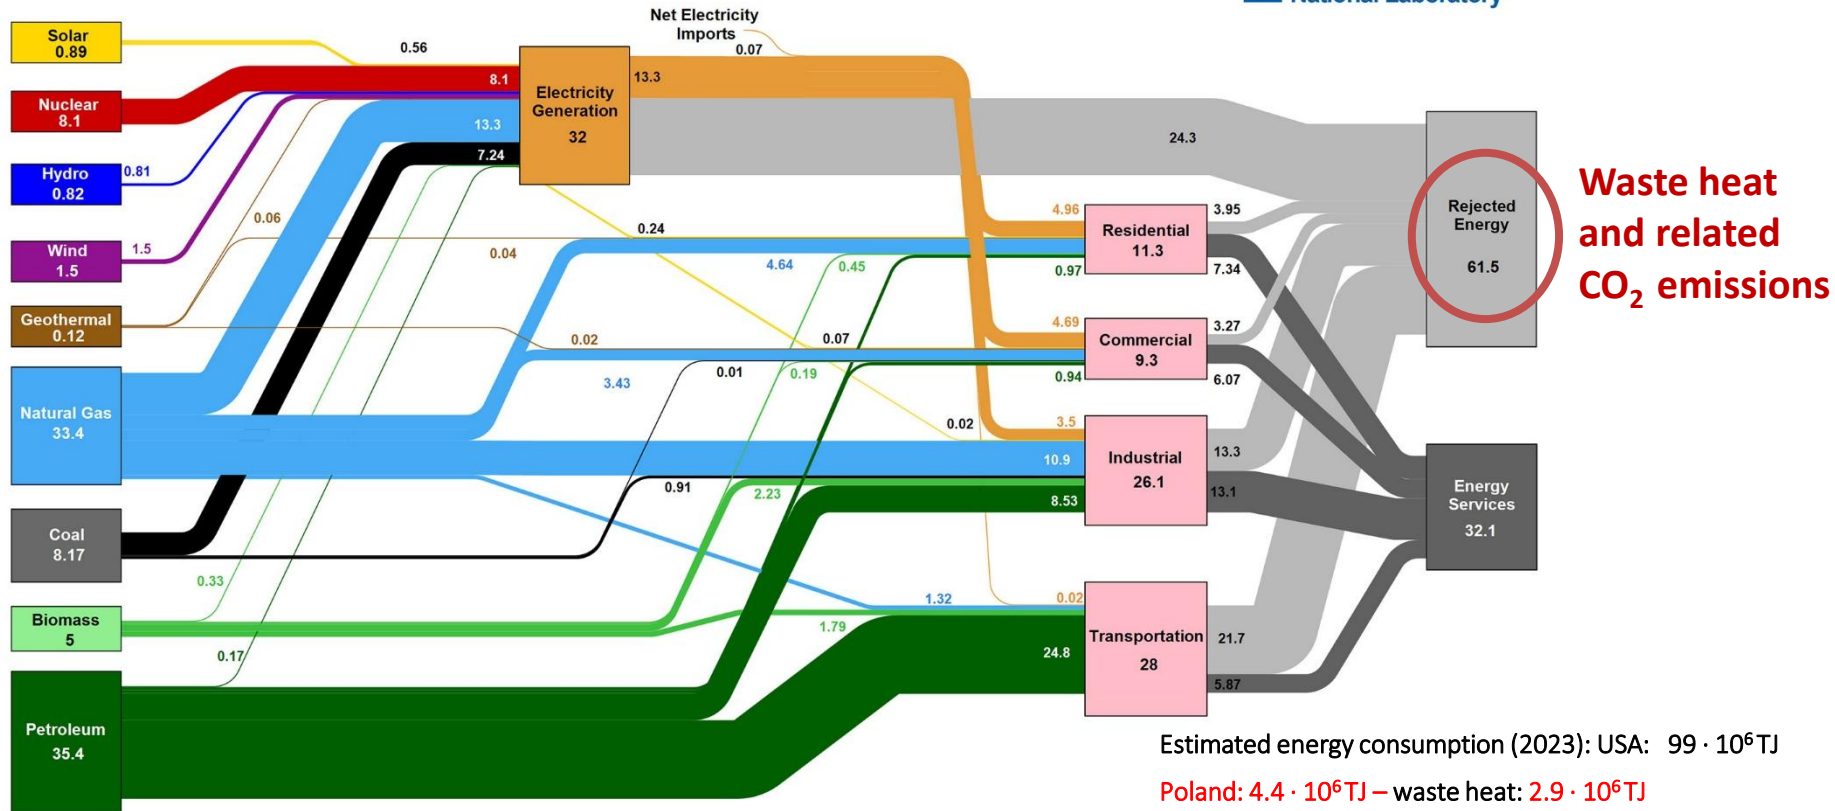 National Laboratory
Net Electricity
Imports
0.07
Solar
0.89
0.56
Nuclear
8.1
8.1
Hydro
0.82
0.81
Wind
1.5
1.5
Geothermal
0.12
0.06
0.04
0.02
Natural Gas
33.4
13.3
Coal
8.17
7.24
Biomass
5
0.33
Petroleum
35.4
0.17
Electricity
Generation
32
13.3
24.3
0.24
4.64
0.45
0.07
3.43
0.01
0.19
0.02
0.91
2.23
1.32
1.79
4.96
0.97
Residential
11.3
3.95
7.34
4.69
0.94
Commercial
9.3
3.27
6.07
3.5
10.9
8.53
Industrial
26.1
13.3
13.1
0.02
24.8
Transportation
28
21.7
5.87
Rejected
Energy
61.5
Energy
Services
32.1
Waste heat
and related
CO₂ emissions
Estimated energy consumption (2023): USA: 99 · 10⁶ TJ
Poland: 4.4 · 10⁶ TJ – waste heat: 2.9 · 10⁶ TJ